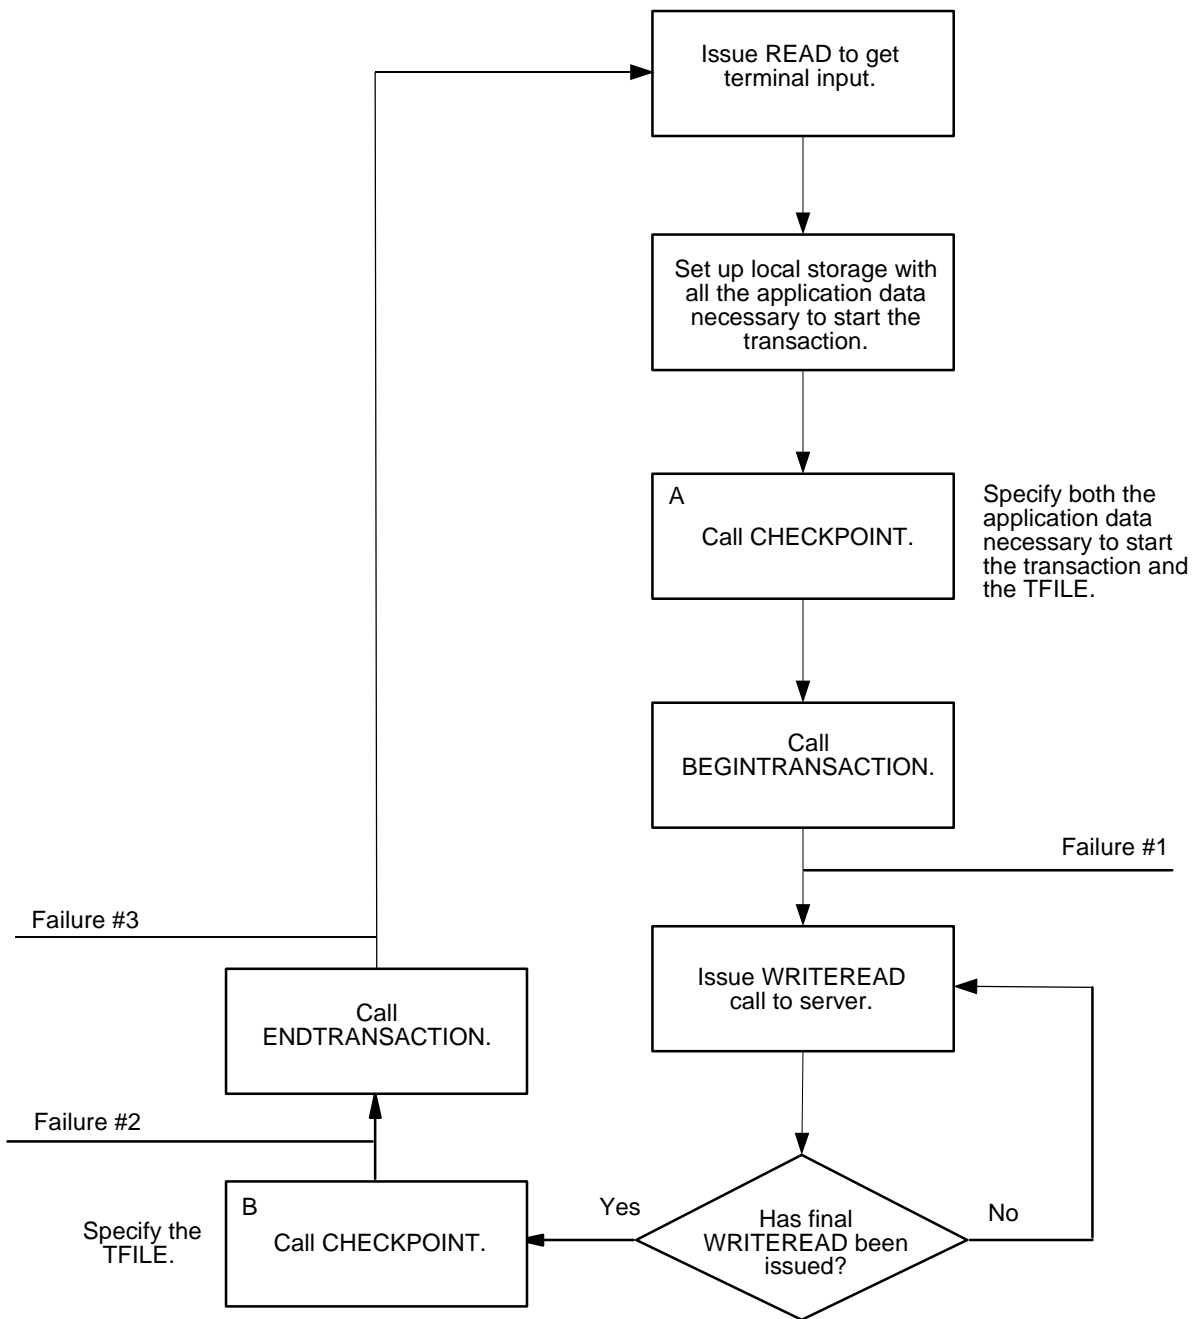 Issue READ to get
terminal input.
Set up local storage with
all the application data
necessary to start the
transaction.
A
Call CHECKPOINT.
Specify both the
application data
necessary to start
the transaction and
the TFILE.
Call
BEGINTRANSACTION.
Failure #1
Failure #3
Issue WRITEREAD
call to server.
Call
ENDTRANSACTION.
Failure #2
Has final
WRITEREAD been
issued?
Yes
No
B
Call CHECKPOINT.
Specify the
TFILE.